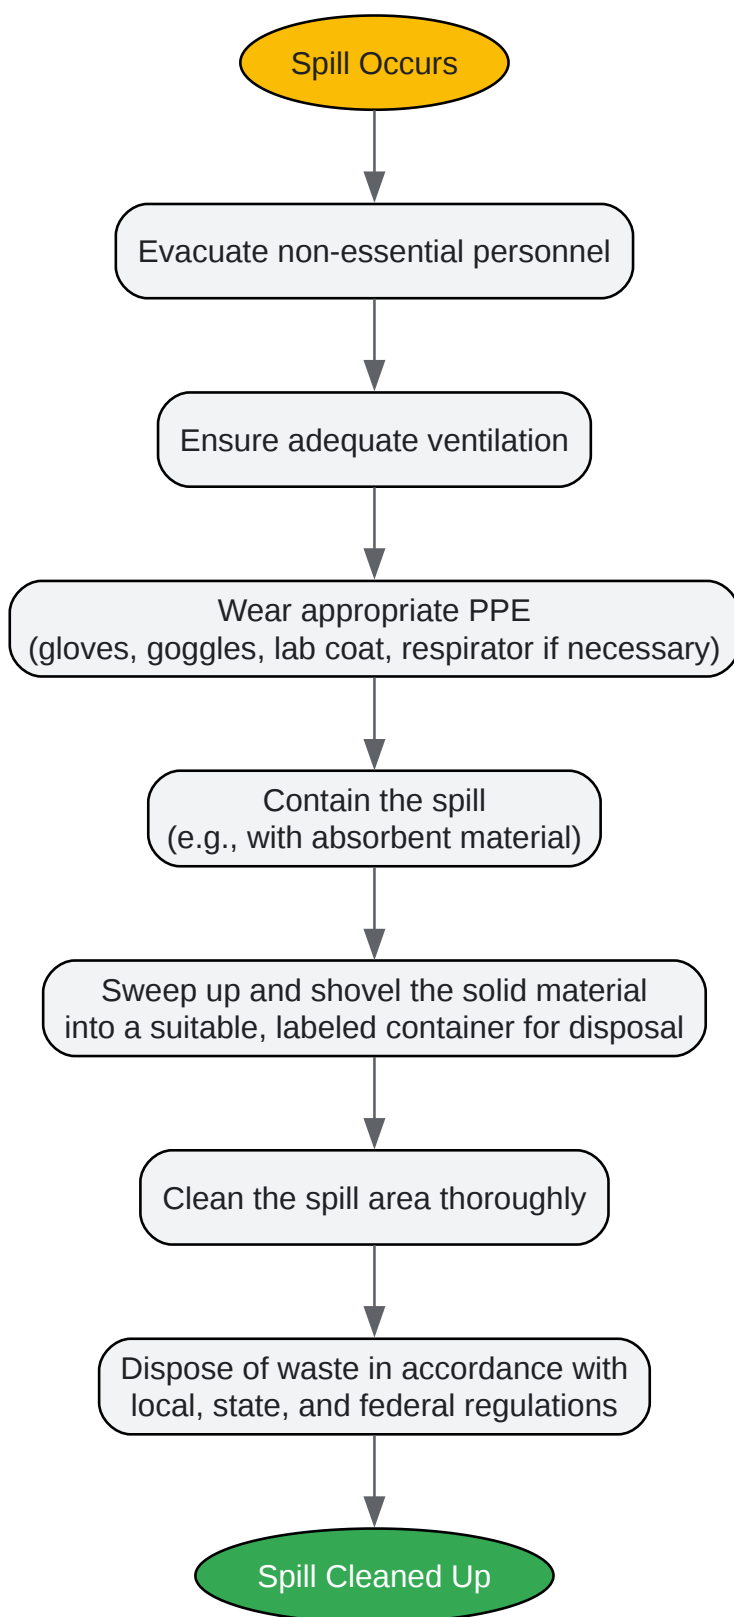 Spill Occurs
Evacuate non-essential personnel
Ensure adequate ventilation
Wear appropriate PPE
(gloves, goggles, lab coat, respirator if necessary)
Contain the spill
(e.g., with absorbent material)
Sweep up and shovel the solid material
into a suitable, labeled container for disposal
Clean the spill area thoroughly
Dispose of waste in accordance with
local, state, and federal regulations
Spill Cleaned Up